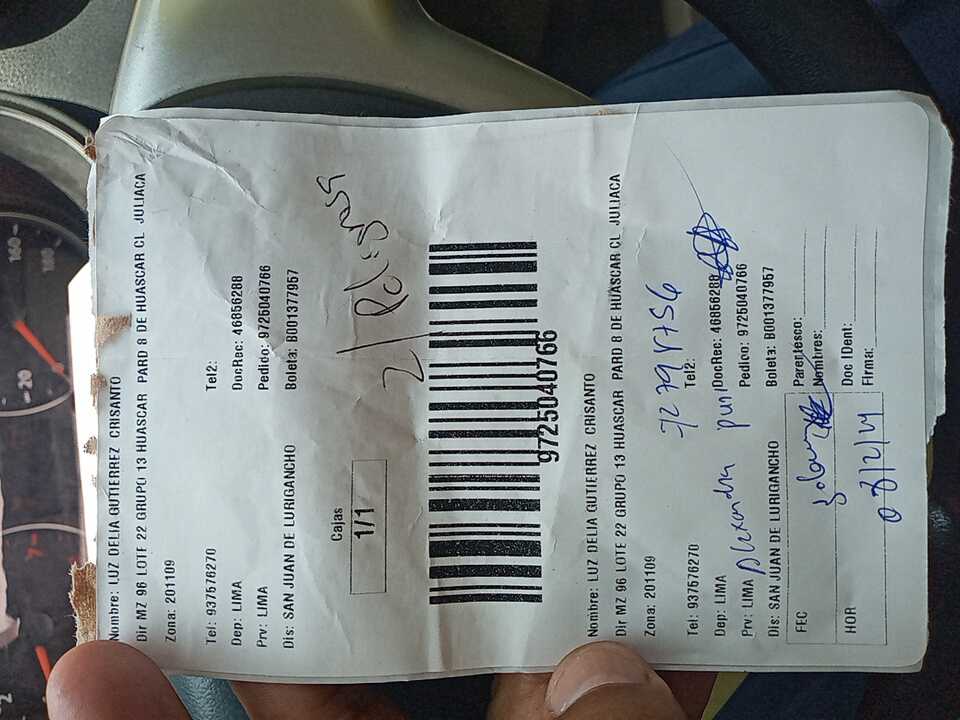 Nombre: LUZ DELIA GUTIERREZ CRISANTO
Dir MZ 96 LOTE 22 GRUPO 13 HUASCAR PARD 8 DE HUASCAR CL JULIACA
Zona: 201109
Tel: 937576270 Tel2:
Dep: LIMA DocRec: 46856288
Prv: LIMA Pedido: 9725040766
Dis: SAN JUAN DE LURIGANCHO Boleta: B001377957
Cajas
1/1
2/
9725040766
Nombre: LUZ DELIA GUTIERREZ CRISANTO
Dir MZ 96 LOTE 22 GRUPO 13 HUASCAR PARD 8 DE HUASCAR CL JULIACA
Zona: 201109
Tel: 937576270 Tel2:
Dep: LIMA DocRec: 46856288
Prv: LIMA Alexandra Pedido: 9725040766
Dis: SAN JUAN DE LURIGANCHO Boleta: B001377957
FEC Parentesco:
Nombres:
HOR Doc IDent:
Firma: